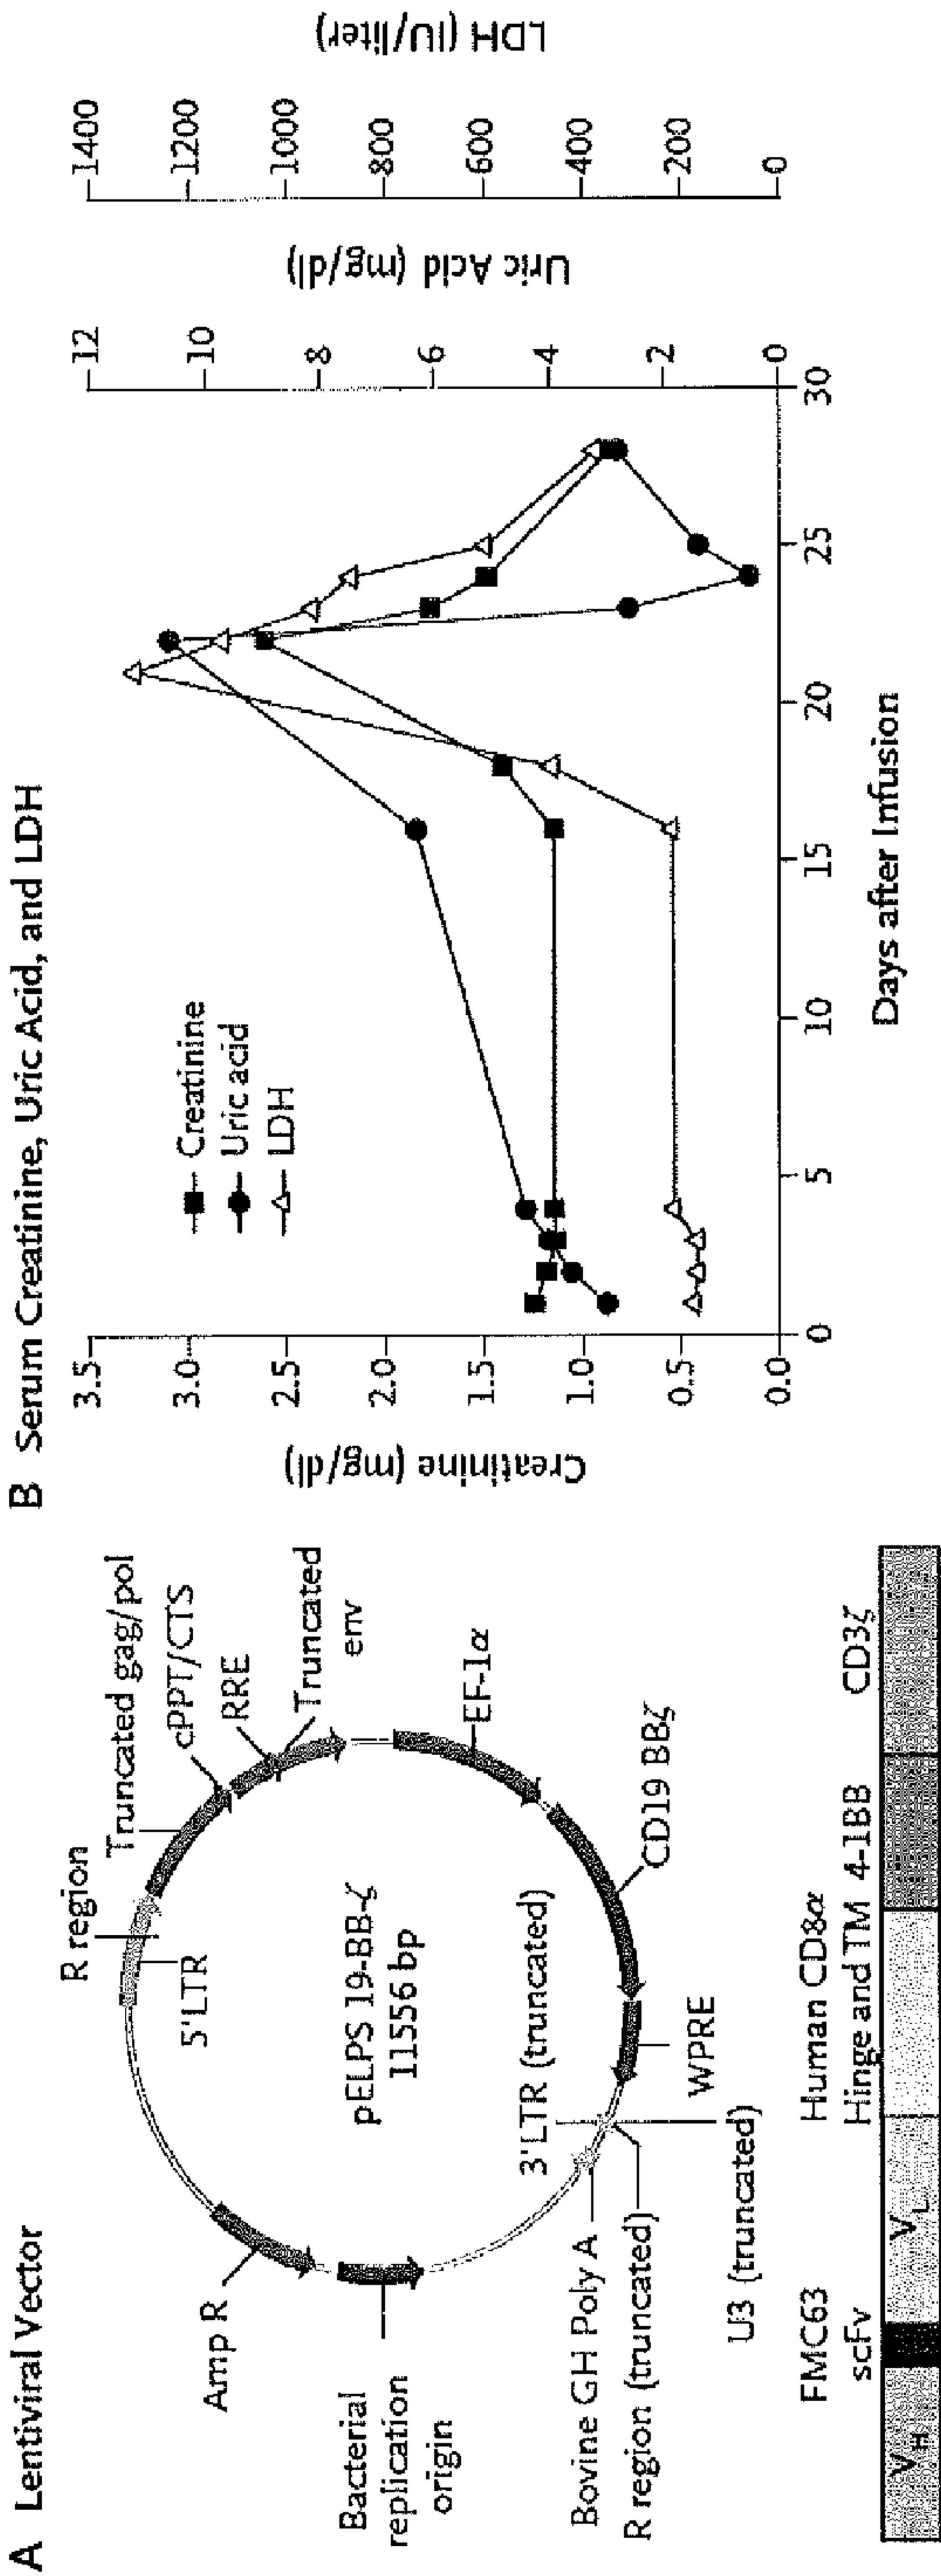 A Lentiviral Vector
R region
Truncated gag/pol
cPPT/CTS
RRE
Truncated
env
5'LTR
Amp R
pELPS 19-BB-ζ
11556 bp
EF-1α
Bacterial
replication
origin
3'LTR (truncated)
CD19 BBζ
Bovine GH Poly A
R region (truncated)
WPRE
U3 (truncated)
FMC63
scFv
Human CD8α
Hinge and TM
4-1BB
CD3ζ
VH
VL
B Serum Creatinine, Uric Acid, and LDH
Creatinine
Uric acid
LDH
Creatinine (mg/dl)
3.5
3.0
2.5
2.0
1.5
1.0
0.5
0.0
0
5
10
15
20
25
30
Days after Infusion
12
10
8
6
4
2
0
Uric Acid (mg/dl)
1400
1200
1000
800
600
400
200
0
LDH (IU/liter)